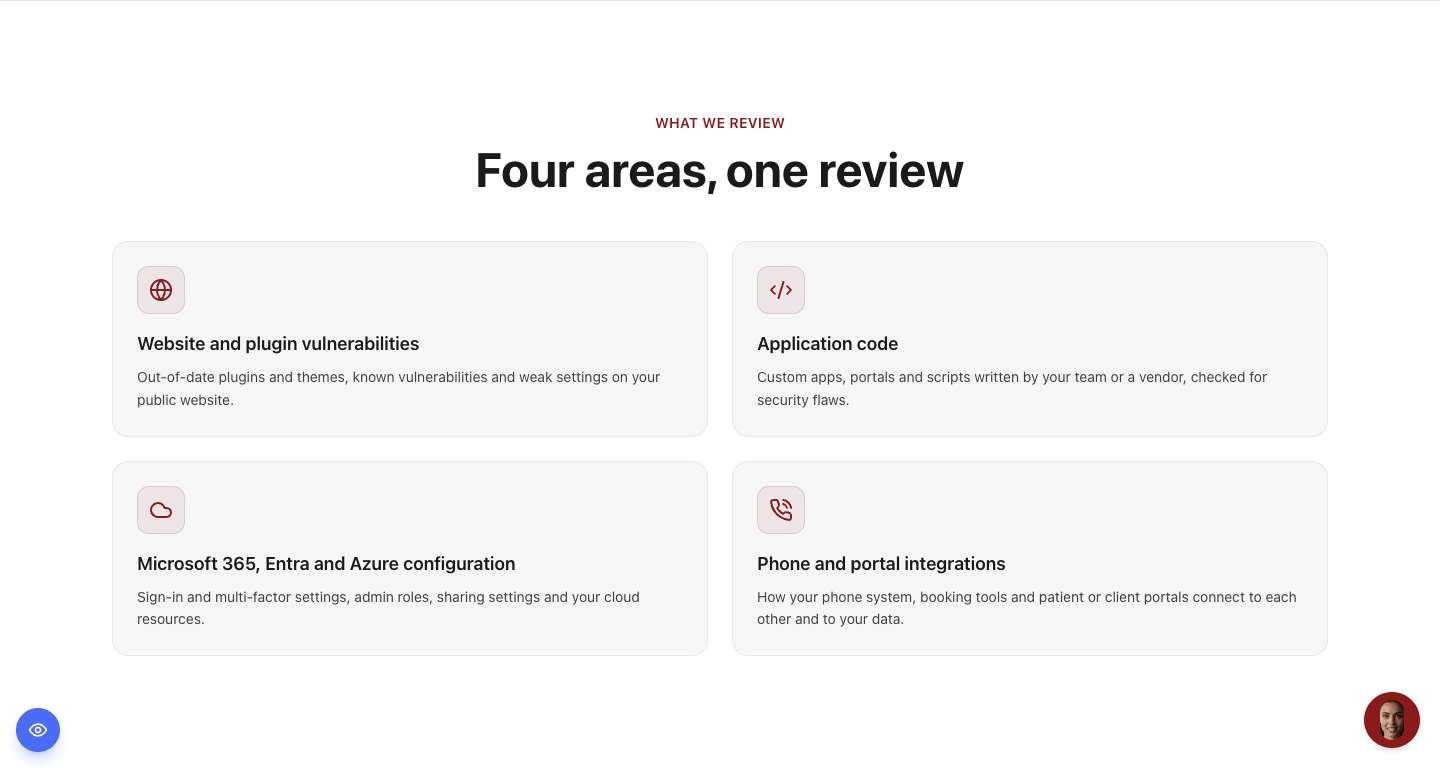 WHAT WE REVIEW
Four areas, one review
Website and plugin vulnerabilities
Out-of-date plugins and themes, known vulnerabilities and weak settings on your
public website.
Application code
Custom apps, portals and scripts written by your team or a vendor, checked for
security flaws.
Microsoft 365, Entra and Azure configuration
Sign-in and multi-factor settings, admin roles, sharing settings and your cloud
resources.
Phone and portal integrations
How your phone system, booking tools and patient or client portals connect to each
other and to your data.